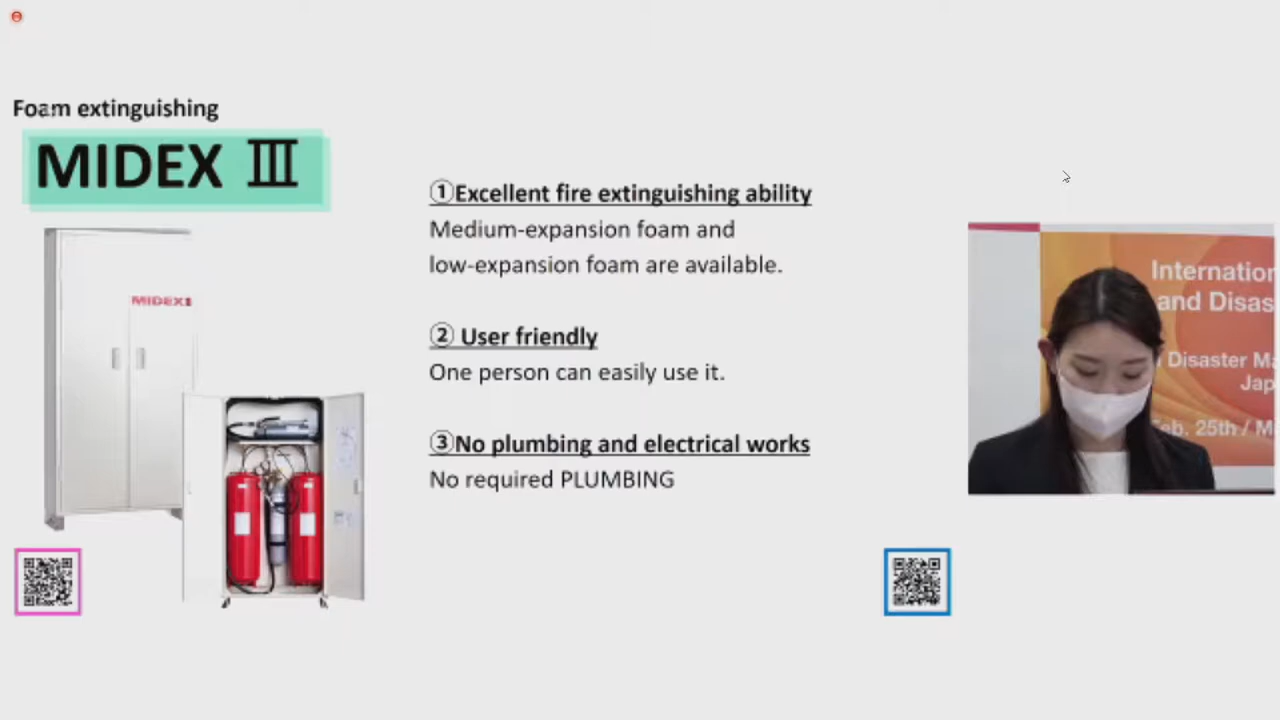 Foam extinguishing
MIDEX Ⅲ
MIDEXⅢ
①Excellent fire extinguishing ability
Medium-expansion foam and
low-expansion foam are available.
② User friendly
One person can easily use it.
③No plumbing and electrical works
No required PLUMBING
Internation
and Disas
Disaster Ma
Jap
Feb. 25th / M